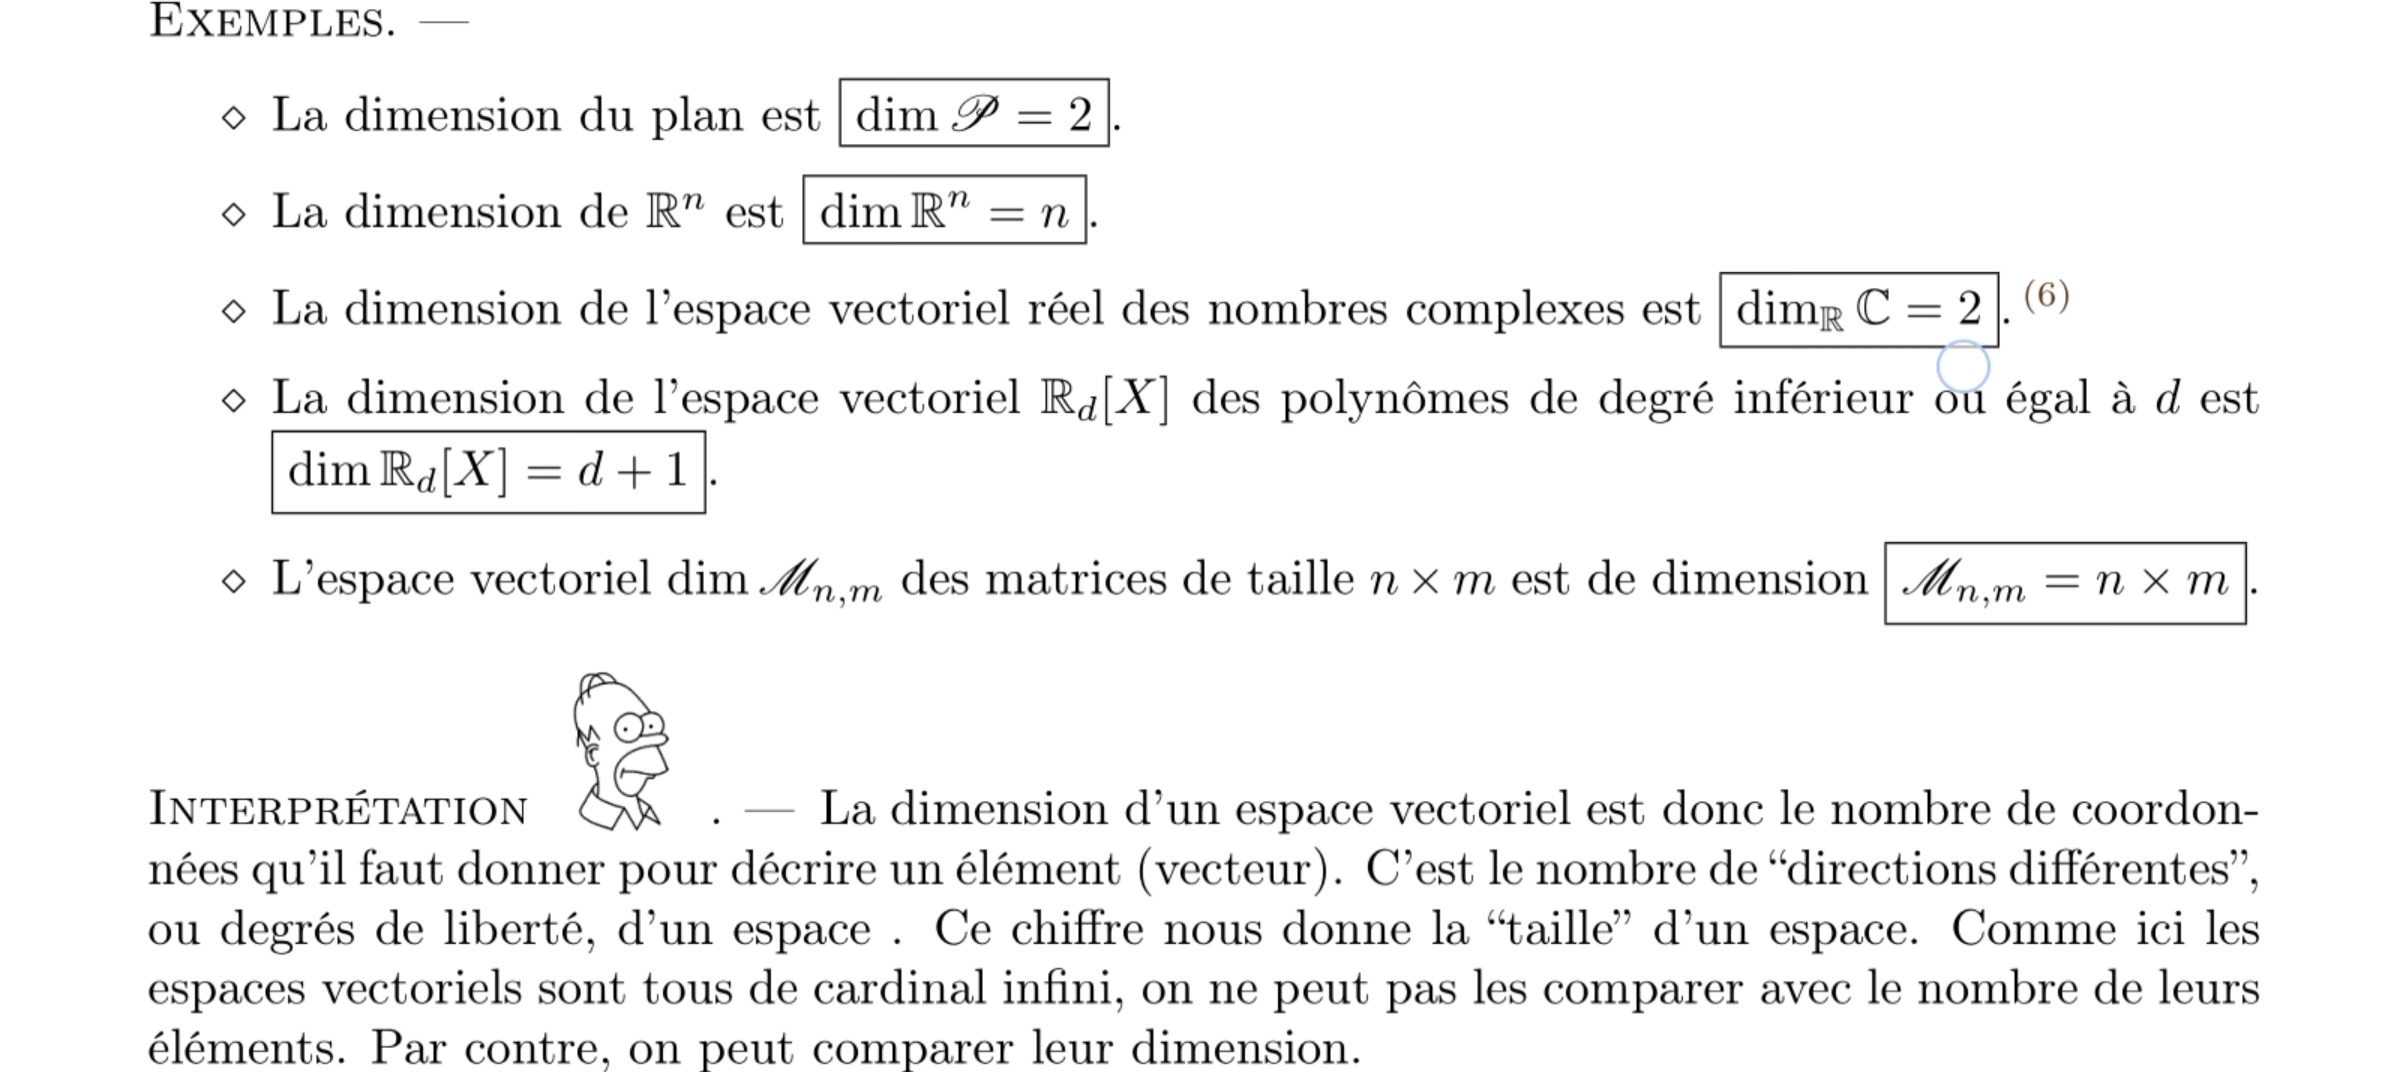 EXEMPLES. —
⋄ La dimension du plan est dim 𝒫 = 2.
⋄ La dimension de ℝⁿ est dim ℝⁿ = n.
⋄ La dimension de l'espace vectoriel réel des nombres complexes est dim_ℝ ℂ = 2. (6)
⋄ La dimension de l'espace vectoriel ℝ_d[X] des polynômes de degré inférieur ou égal à d est
dim ℝ_d[X] = d + 1.
⋄ L'espace vectoriel dim ℳ_{n,m} des matrices de taille n × m est de dimension ℳ_{n,m} = n × m.
INTERPRÉTATION . — La dimension d'un espace vectoriel est donc le nombre de coordon-
nées qu'il faut donner pour décrire un élément (vecteur). C'est le nombre de “directions différentes”,
ou degrés de liberté, d'un espace . Ce chiffre nous donne la “taille” d'un espace. Comme ici les
espaces vectoriels sont tous de cardinal infini, on ne peut pas les comparer avec le nombre de leurs
éléments. Par contre, on peut comparer leur dimension.